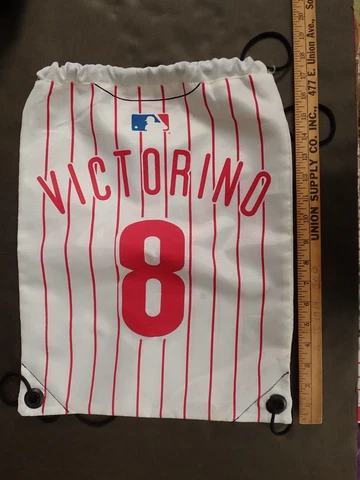 VICTORINO
8
UNION SUPPLY CO. INC., 477 E. Union Ave.,